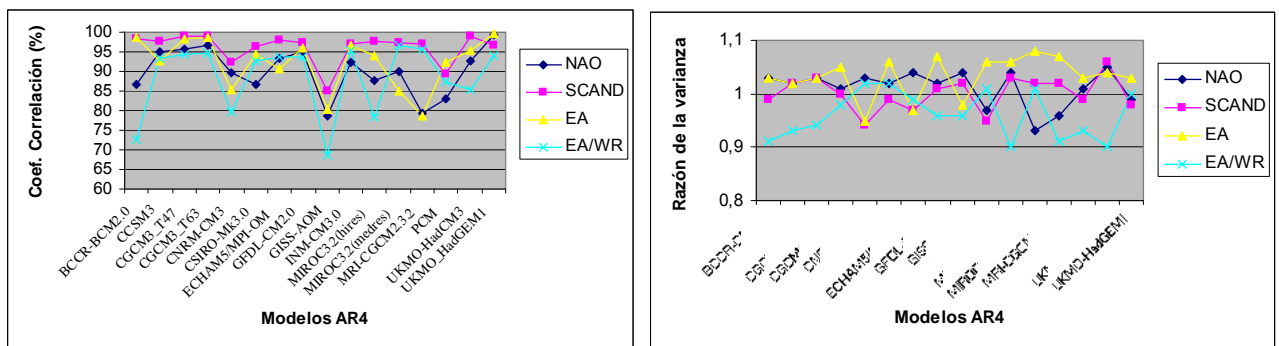 100
95
90
85
80
75
70
65
60
Coef. Correlación (%)
BCCR-BCM2.0
CCSM3
CGCM3_T47
CGCM3_T63
CNRM-CM3
CSIRO-Mk3.0
ECHAM5/MPI-OM
GFDL-CM2.0
GISS-AOM
INM-CM3.0
MIROC3.2(hires)
MIROC3.2(medres)
MRI-CGCM2.3.2
PCM
UKMO-HadCM3
UKMO_HadGEM1
Modelos AR4
NAO
SCAND
EA
EA/WR
1,1
1
0,9
0,8
Razón de la varianza
ECHAM5/
UKMO-HadGEM1
Modelos AR4
NAO
SCAND
EA
EA/WR